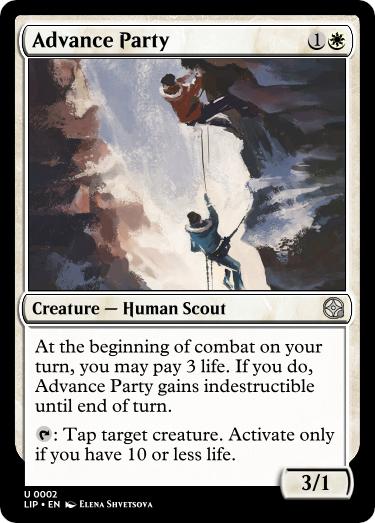 Advance Party 1
Creature — Human Scout
At the beginning of combat on your
turn, you may pay 3 life. If you do,
Advance Party gains indestructible
until end of turn.
: Tap target creature. Activate only
if you have 10 or less life.
3/1
U 0002
LIP • EN Elena Shvetsova